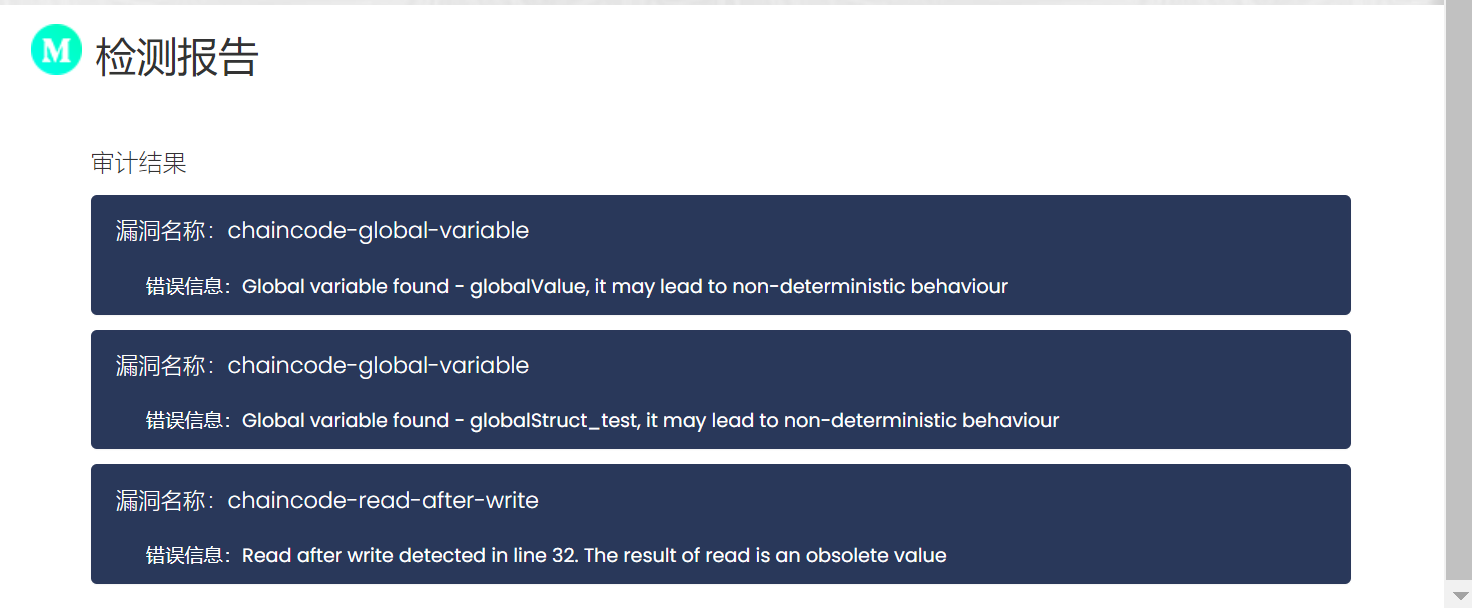 M 检测报告
审计结果
漏洞名称：chaincode-global-variable
错误信息：Global variable found - globalValue, it may lead to non-deterministic behaviour
漏洞名称：chaincode-global-variable
错误信息：Global variable found - globalStruct_test, it may lead to non-deterministic behaviour
漏洞名称：chaincode-read-after-write
错误信息：Read after write detected in line 32. The result of read is an obsolete value